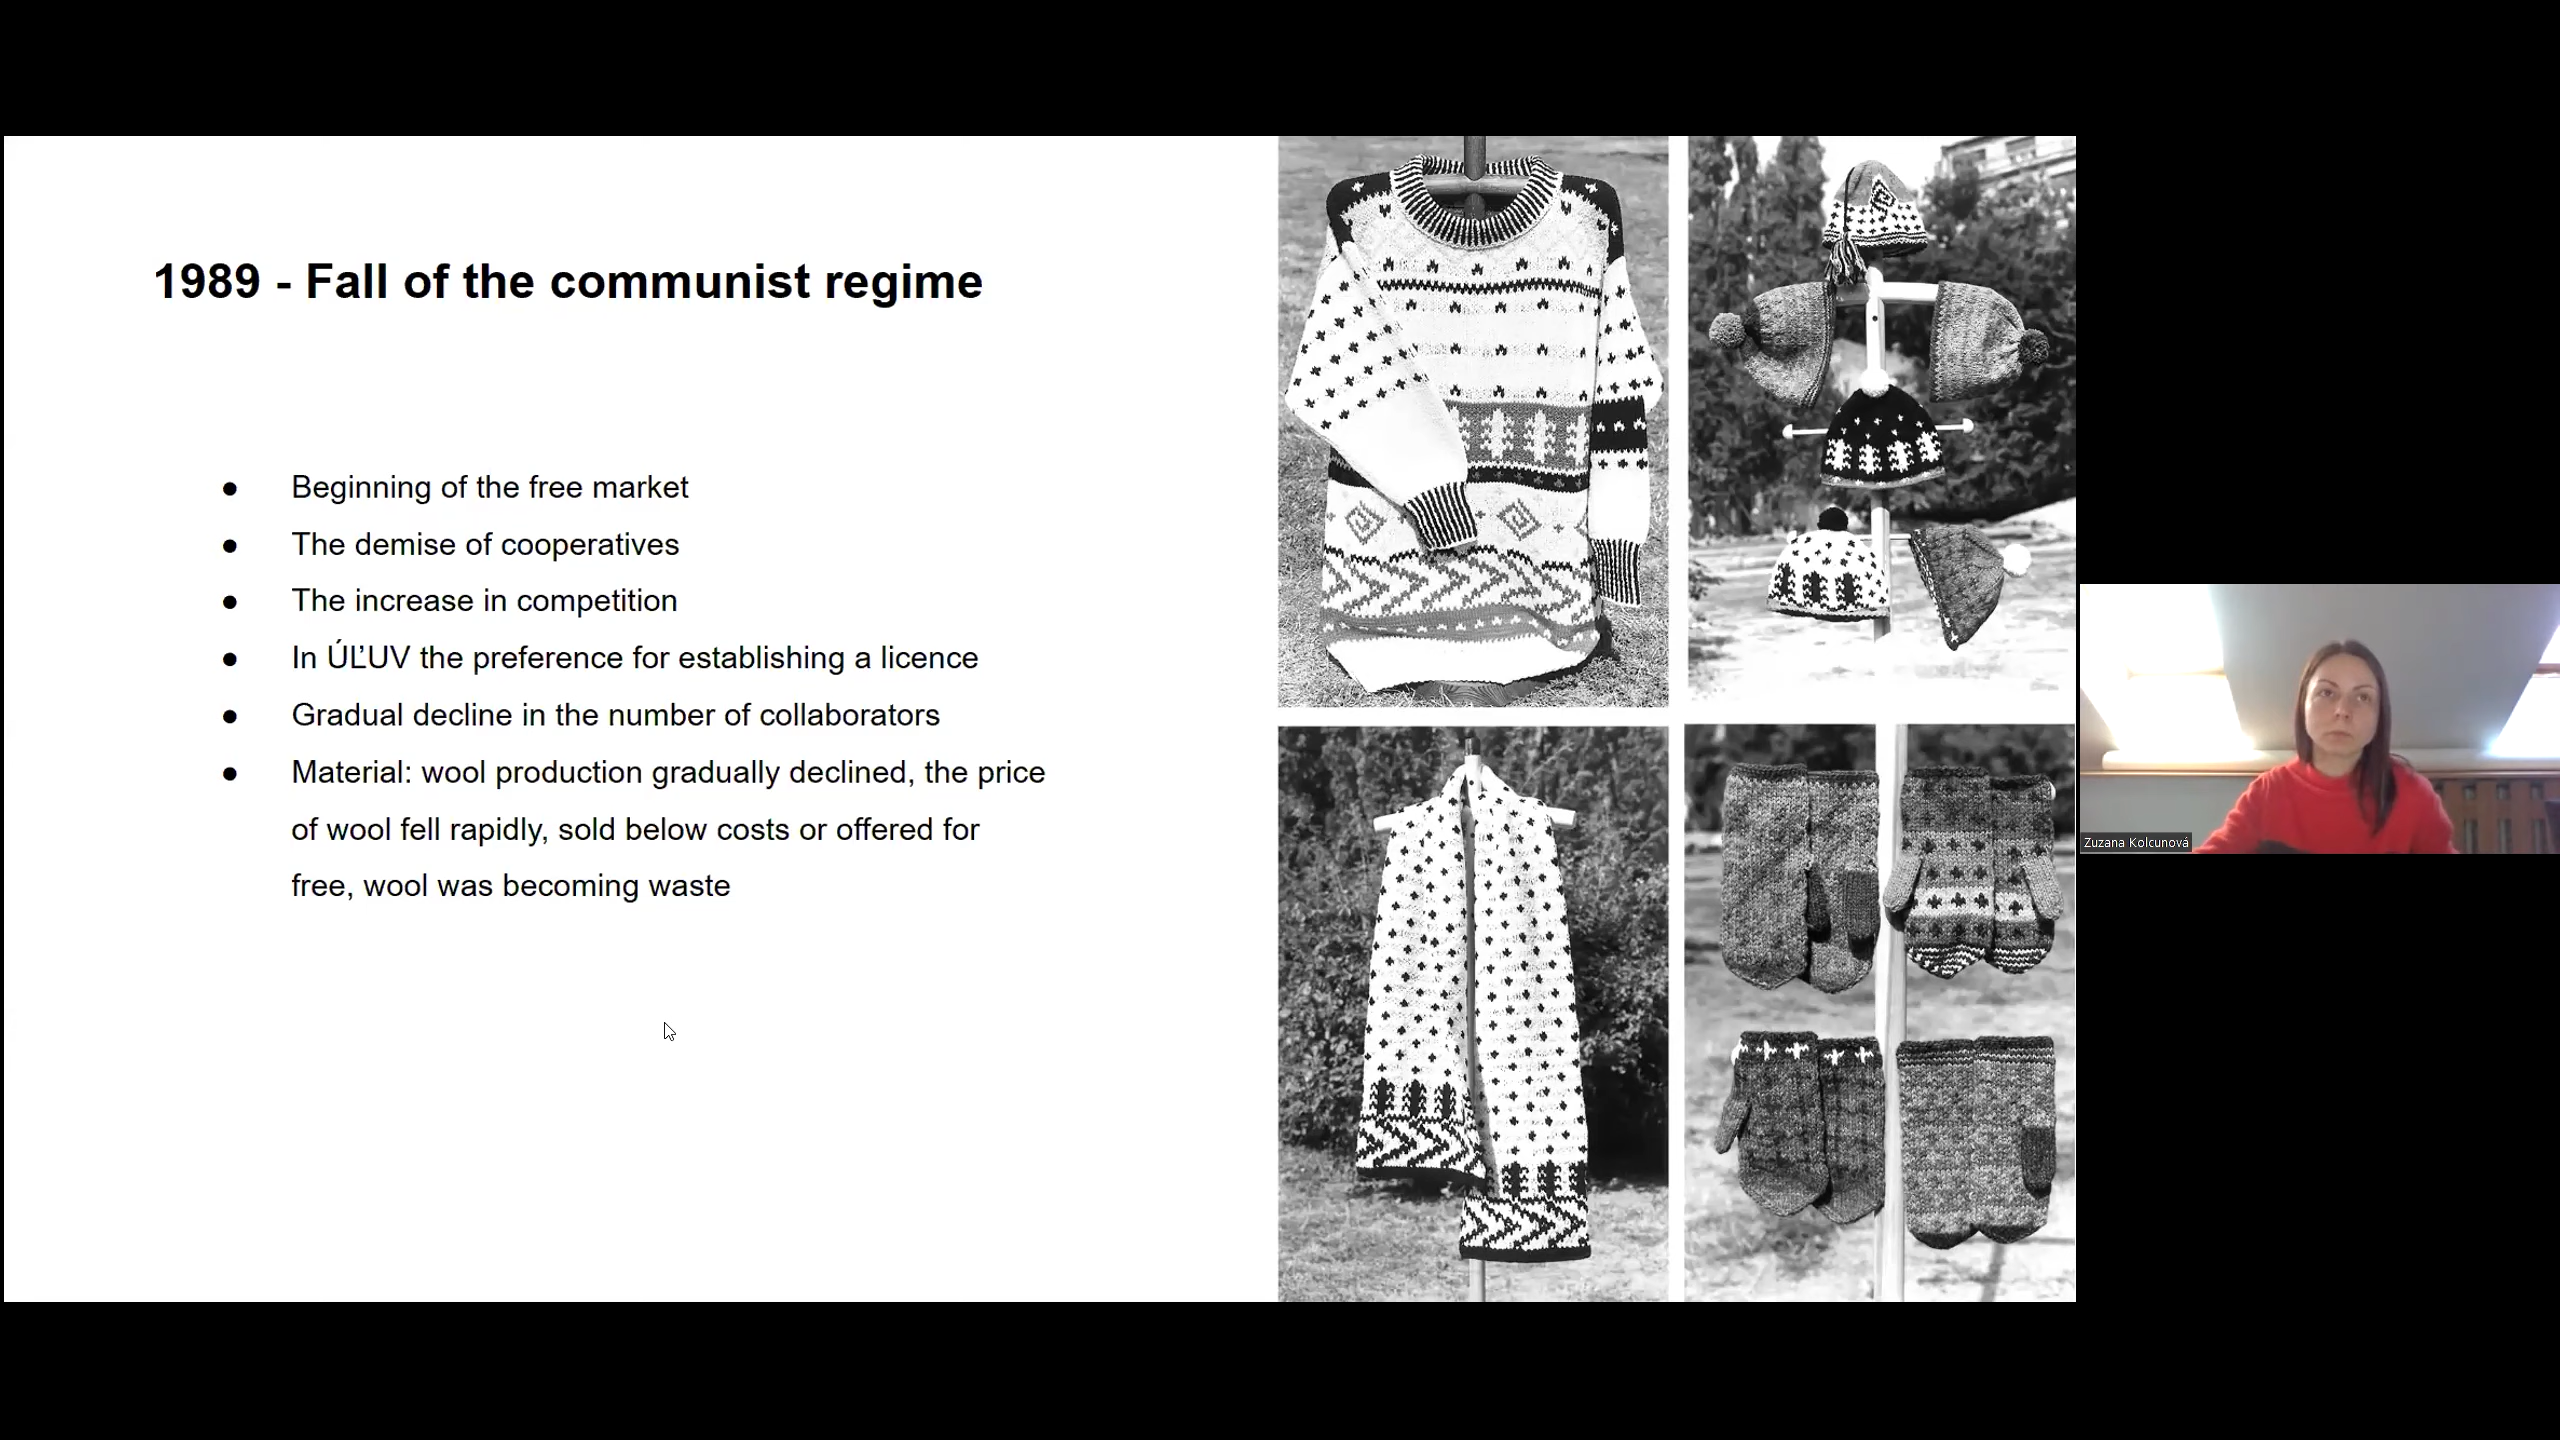 1989 - Fall of the communist regime
● Beginning of the free market
● The demise of cooperatives
● The increase in competition
● In ÚĽUV the preference for establishing a licence
● Gradual decline in the number of collaborators
● Material: wool production gradually declined, the price
of wool fell rapidly, sold below costs or offered for
free, wool was becoming waste
Zuzana Kolcunová